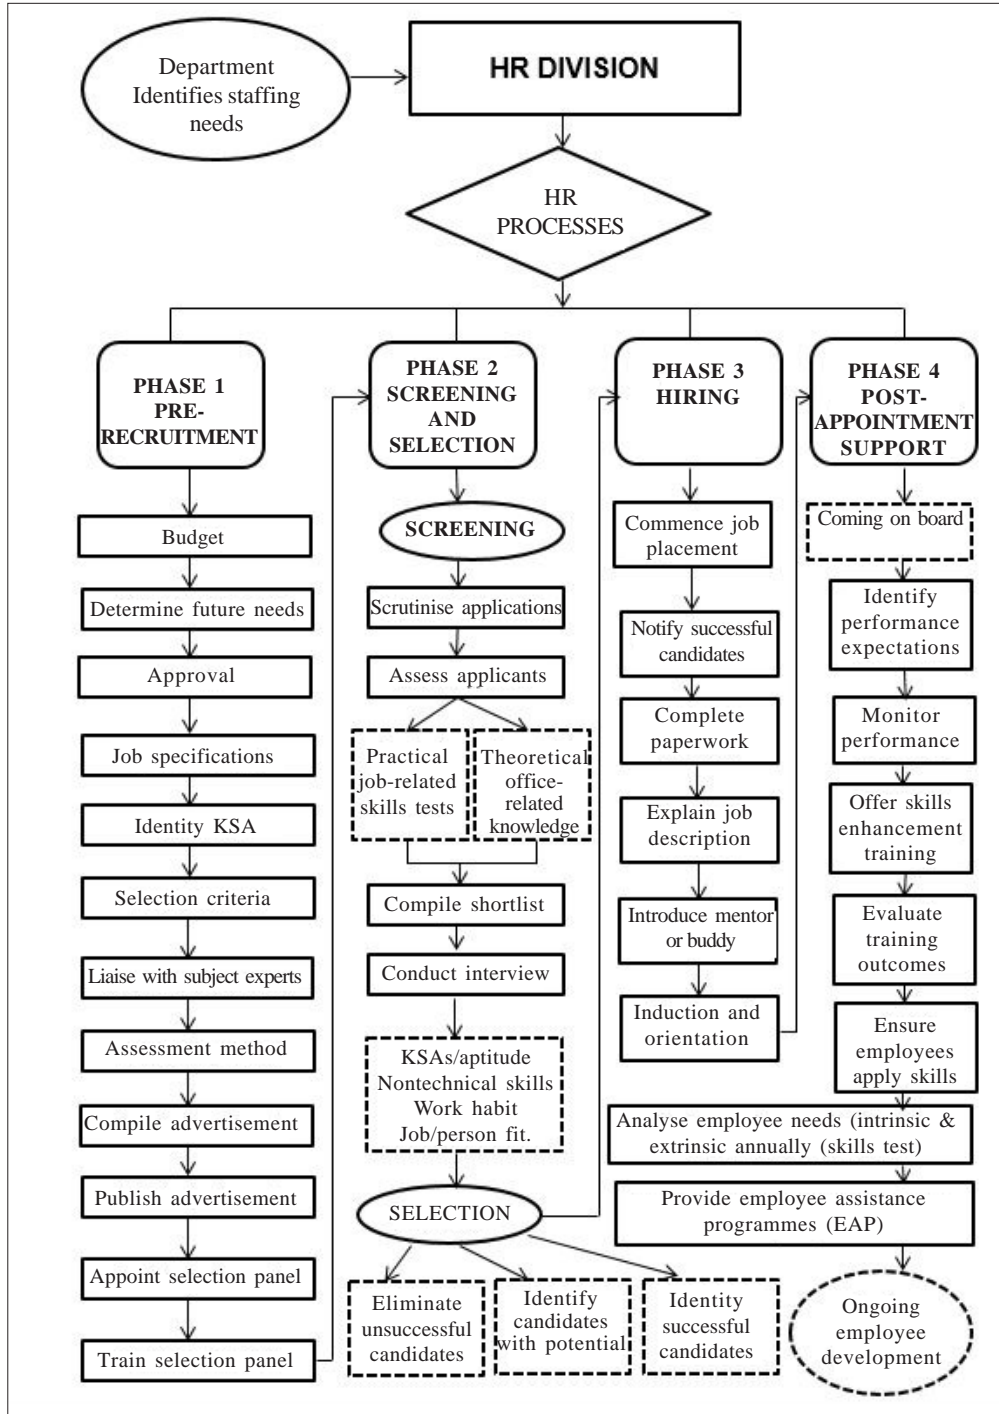 Department
Identifies staffing
needs
HR DIVISION
HR
PROCESSES
PHASE 1
PRE-
RECRUITMENT
Budget
Determine future needs
Approval
Job specifications
Identity KSA
Selection criteria
Liaise with subject experts
Assessment method
Compile advertisement
Publish advertisement
Appoint selection panel
Train selection panel
PHASE 2
SCREENING
AND
SELECTION
SCREENING
Scrutinise applications
Assess applicants
Practical
job-related
skills tests
Theoretical
office-
related
knowledge
Compile shortlist
Conduct interview
KSAs/aptitude
Nontechnical skills
Work habit
Job/person fit.
SELECTION
Eliminate
unsuccessful
candidates
Identify
candidates
with potential
Identity
successful
candidates
PHASE 3
HIRING
Commence job
placement
Notify successful
candidates
Complete
paperwork
Explain job
description
Introduce mentor
or buddy
Induction and
orientation
PHASE 4
POST-
APPOINTMENT
SUPPORT
Coming on board
Identify
performance
expectations
Monitor
performance
Offer skills
enhancement
training
Evaluate
training
outcomes
Ensure
employees
apply skills
Analyse employee needs (intrinsic &
extrinsic annually (skills test)
Provide employee assistance
programmes (EAP)
Ongoing
employee
development